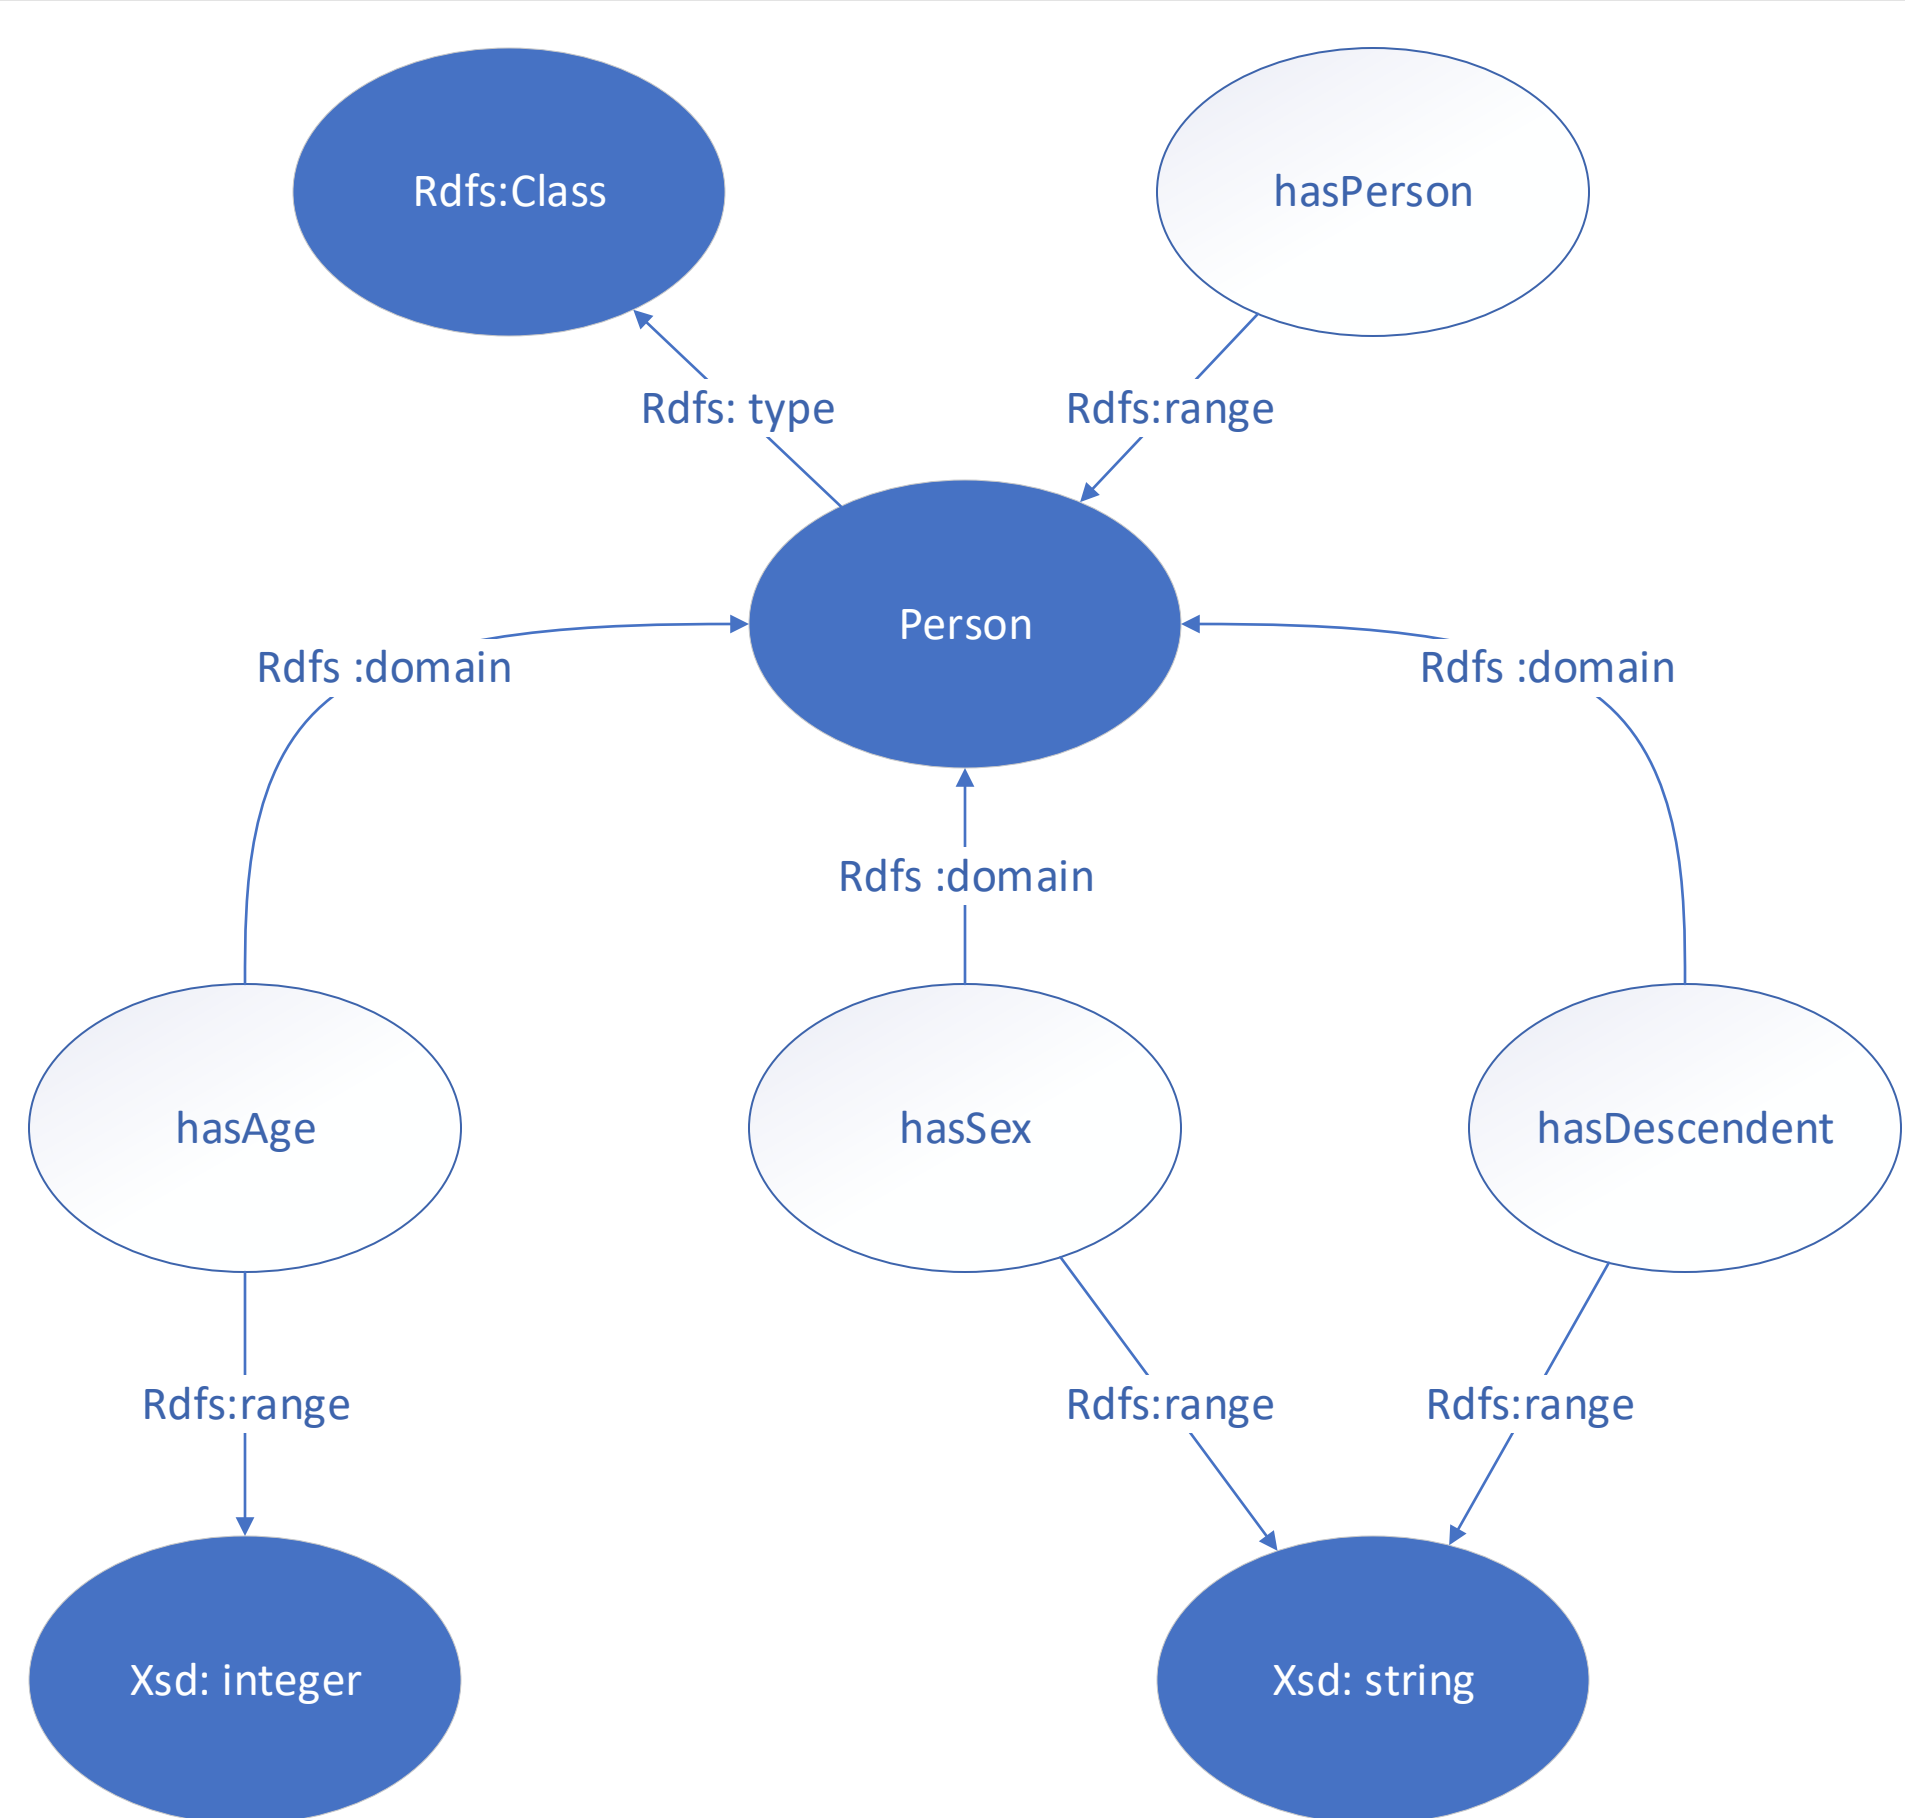 Rdfs:Class
hasPerson
Rdfs: type
Rdfs:range
Person
Rdfs :domain
Rdfs :domain
Rdfs :domain
hasAge
hasSex
hasDescendent
Rdfs:range
Rdfs:range
Rdfs:range
Xsd: integer
Xsd: string